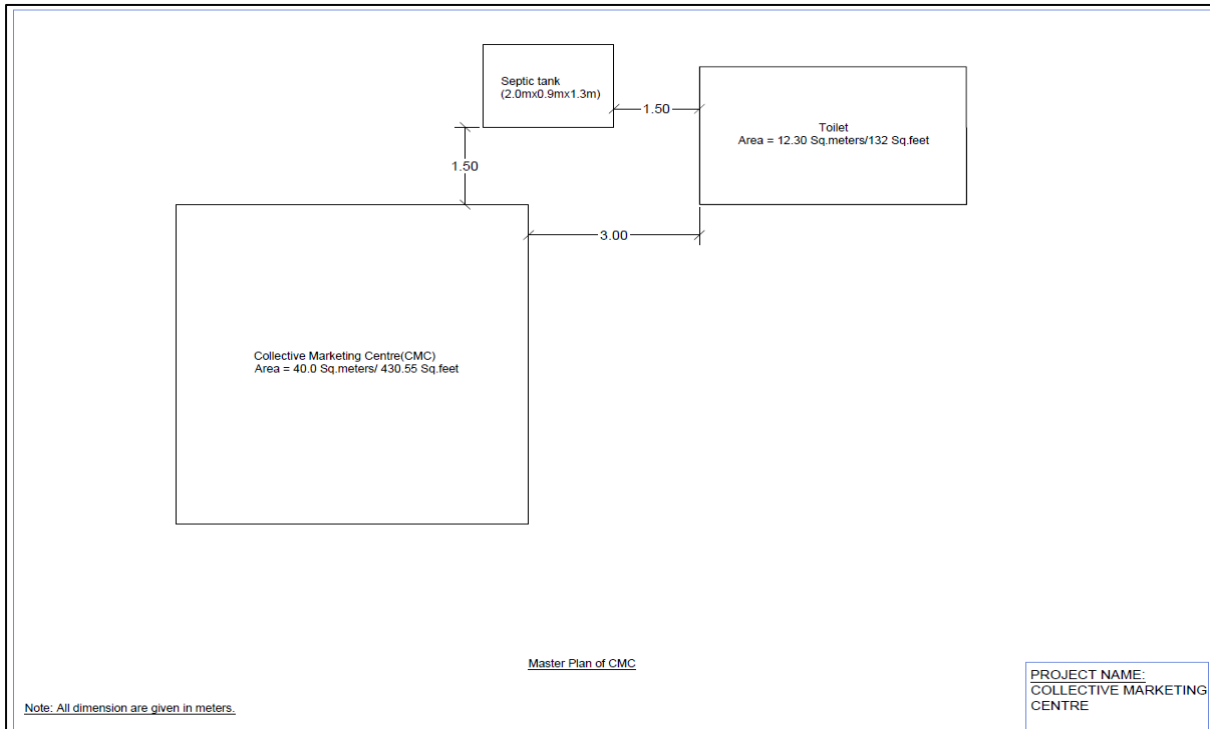 Septic tank
(2.0mx0.9mx1.3m)
1.50
Toilet
Area = 12.30 Sq.meters/132 Sq.feet
1.50
3.00
Collective Marketing Centre(CMC)
Area = 40.0 Sq.meters/ 430.55 Sq.feet
Master Plan of CMC
PROJECT NAME:
COLLECTIVE MARKETING
CENTRE
Note: All dimension are given in meters.